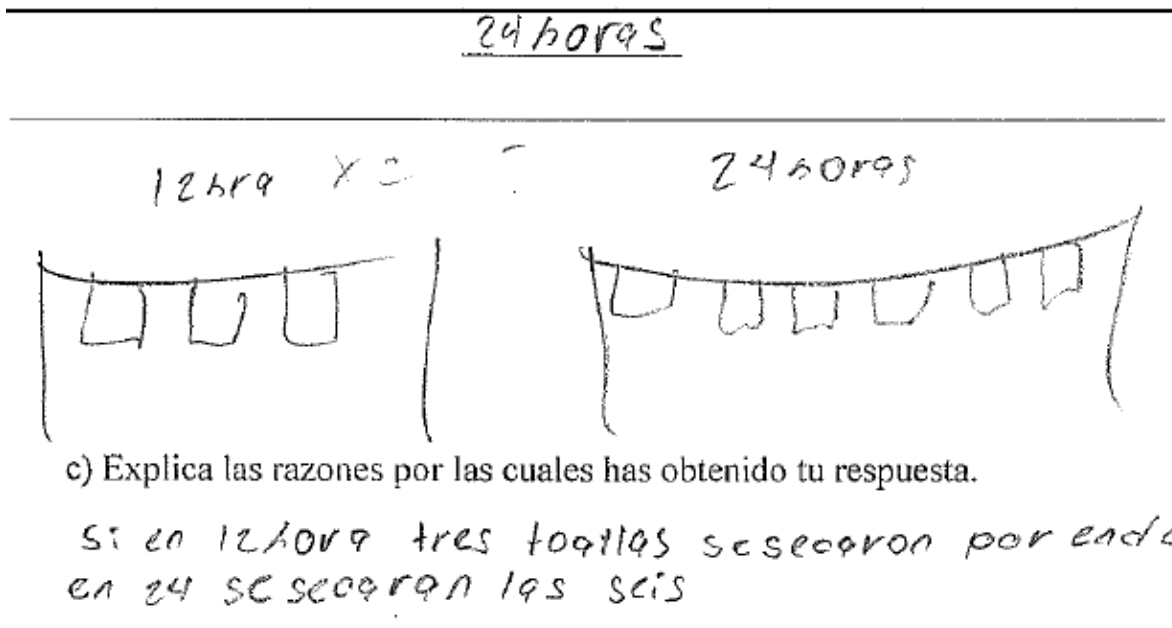 24 horas
12 hra 24 horas
c) Explica las razones por las cuales has obtenido tu respuesta.
si en 12 hora tres toallas se secaron por ende
en 24 se secaran las seis